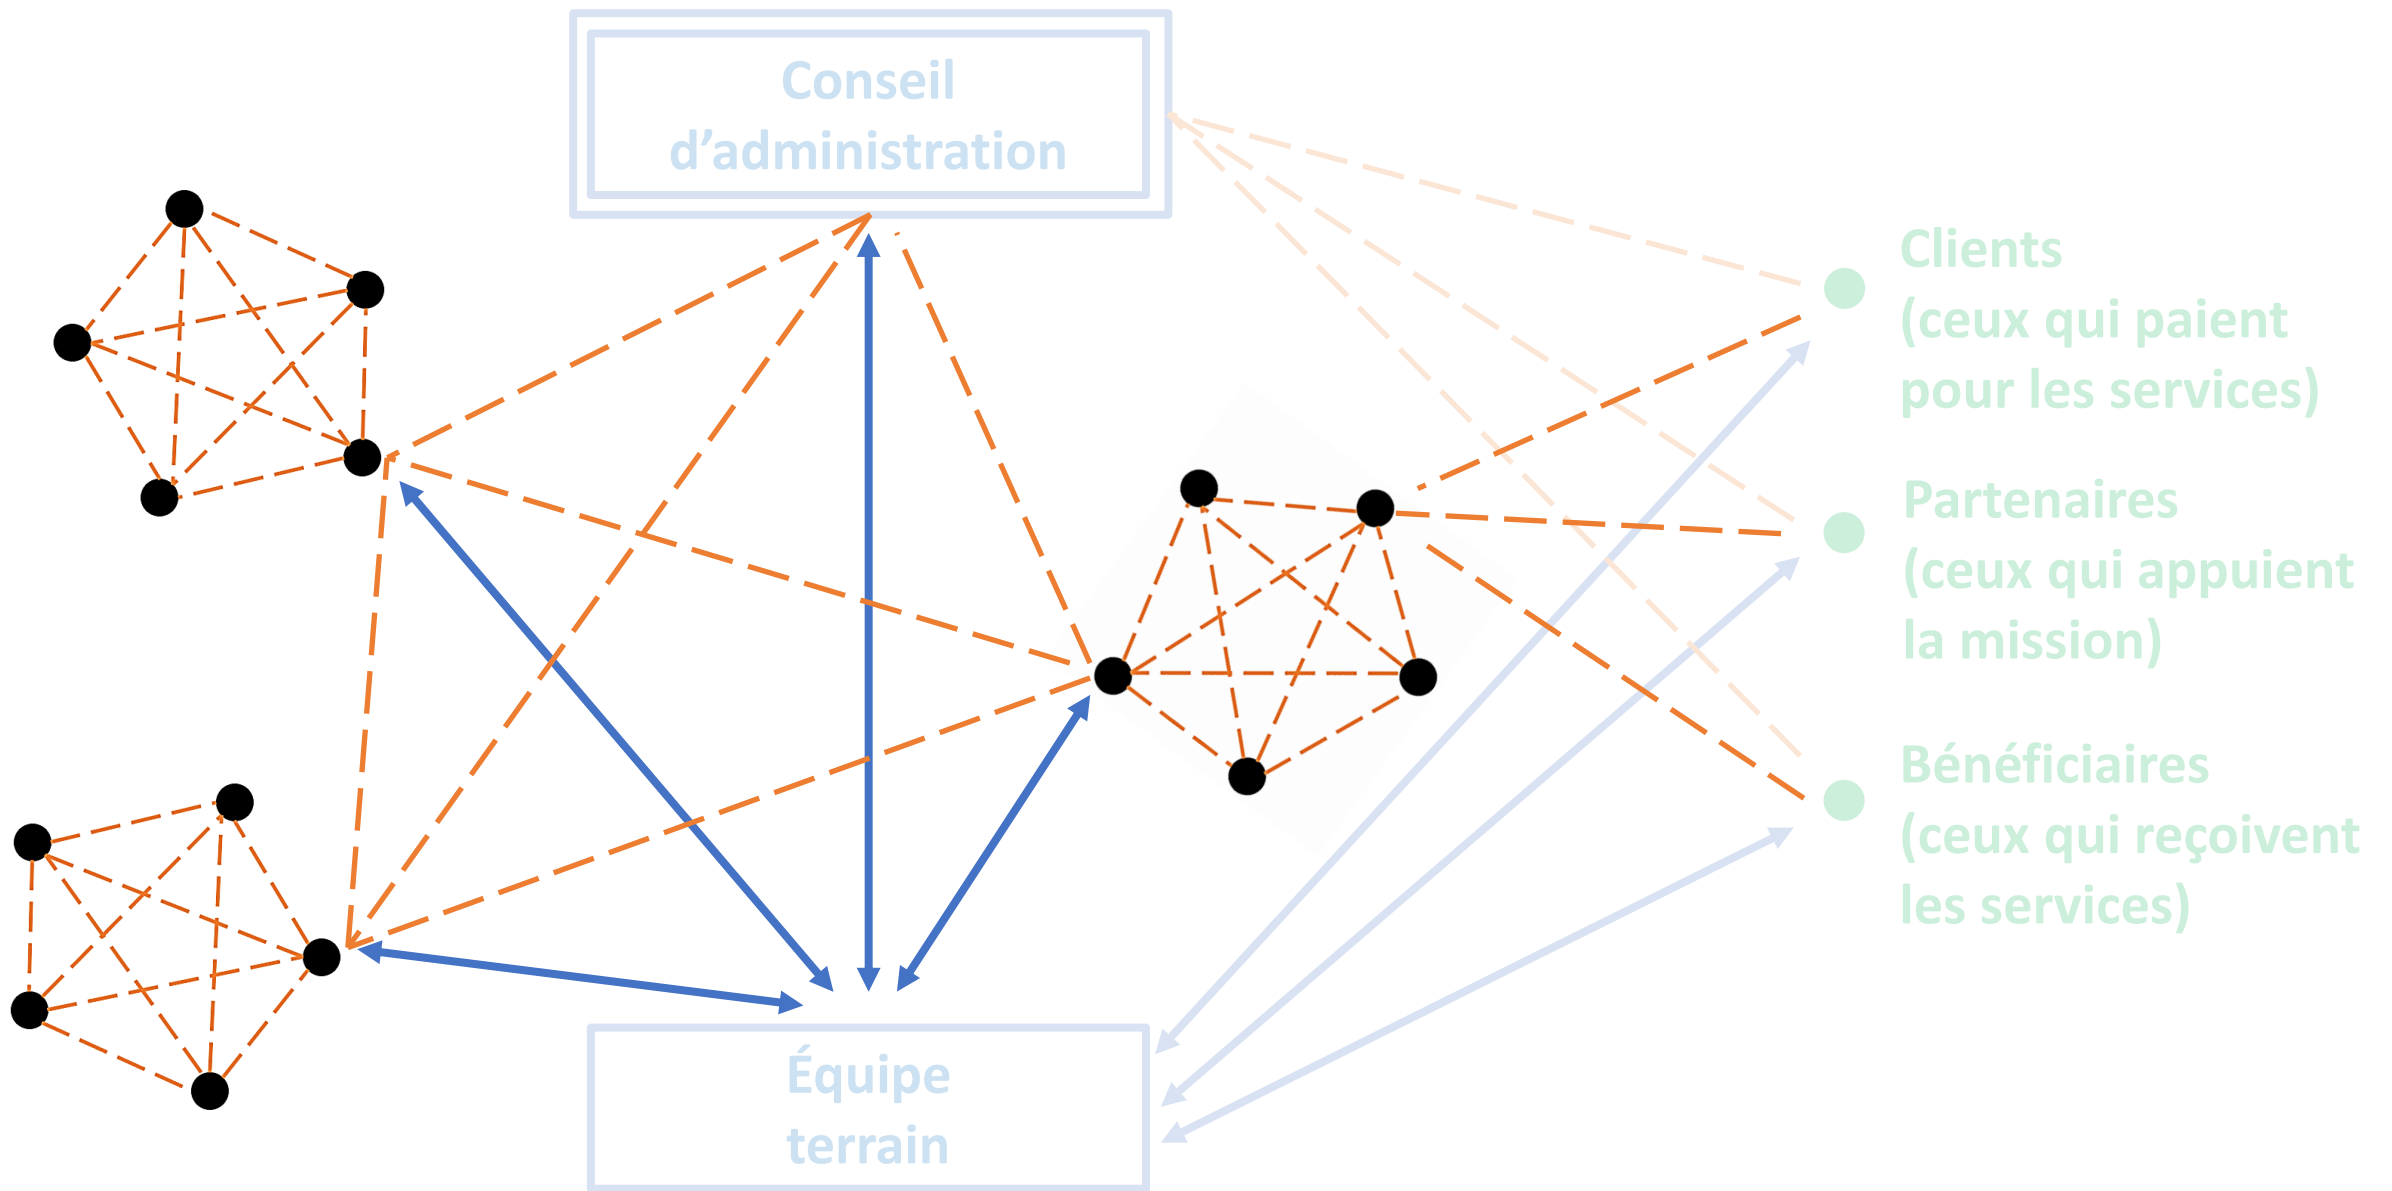 Conseil
d’administration
Clients
(ceux qui paient
pour les services)
Partenaires
(ceux qui appuient
la mission)
Bénéficiaires
(ceux qui reçoivent
les services)
Équipe
terrain